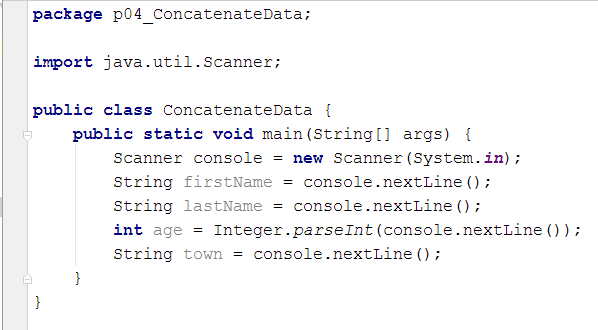 package p04_ConcatenateData;
import java.util.Scanner;
public class ConcatenateData {
    public static void main(String[] args) {
        Scanner console = new Scanner(System.in);
        String firstName = console.nextLine();
        String lastName = console.nextLine();
        int age = Integer.parseInt(console.nextLine());
        String town = console.nextLine();
    }
}